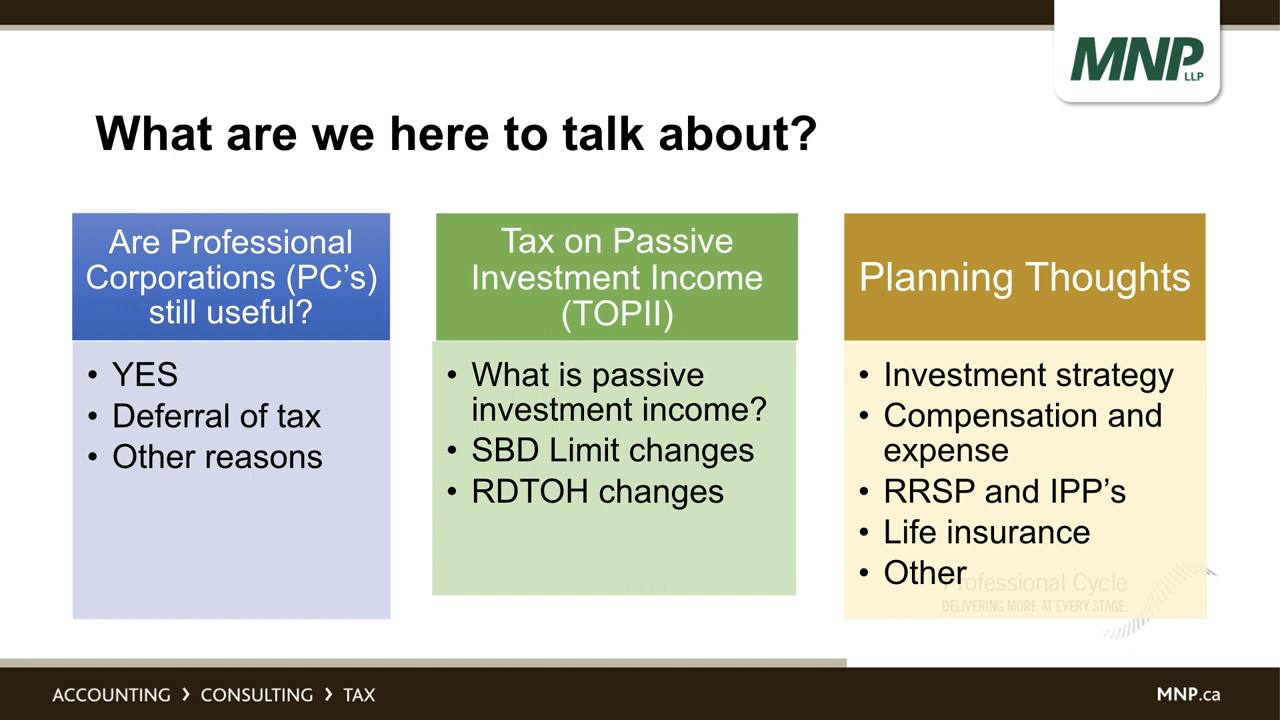 MNP
LLP
What are we here to talk about?
Are Professional
Corporations (PC's)
still useful?
• YES
• Deferral of tax
• Other reasons
Tax on Passive
Investment Income
(TOPII)
• What is passive
investment income?
• SBD Limit changes
• RDTOH changes
Planning Thoughts
• Investment strategy
• Compensation and
expense
• RRSP and IPP's
• Life insurance
• Other
Professional Cycle
DELIVERING MORE AT EVERY STAGE.
ACCOUNTING › CONSULTING › TAX
MNP.ca